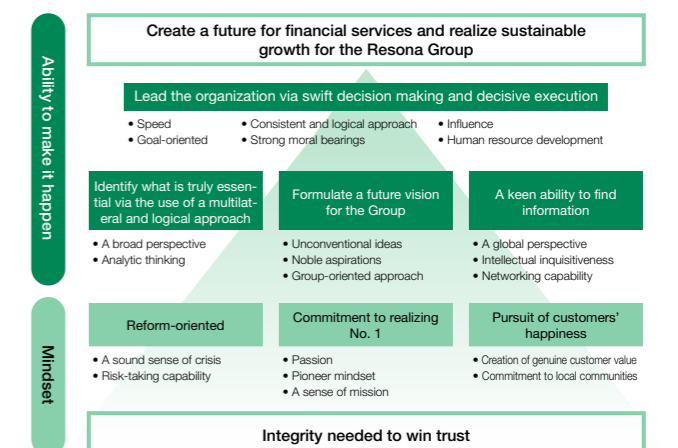 Create a future for financial services and realize sustainable
growth for the Resona Group
Ability to make it happen
Lead the organization via swift decision making and decisive execution
• Speed
• Goal-oriented
• Consistent and logical approach
• Strong moral bearings
• Influence
• Human resource development
Identify what is truly essen-
tial via the use of a multilat-
eral and logical approach
• A broad perspective
• Analytic thinking
Formulate a future vision
for the Group
• Unconventional ideas
• Noble aspirations
• Group-oriented approach
A keen ability to find
information
• A global perspective
• Intellectual inquisitiveness
• Networking capability
Mindset
Reform-oriented
• A sound sense of crisis
• Risk-taking capability
Commitment to realizing
No. 1
• Passion
• Pioneer mindset
• A sense of mission
Pursuit of customers’
happiness
• Creation of genuine customer value
• Commitment to local communities
Integrity needed to win trust